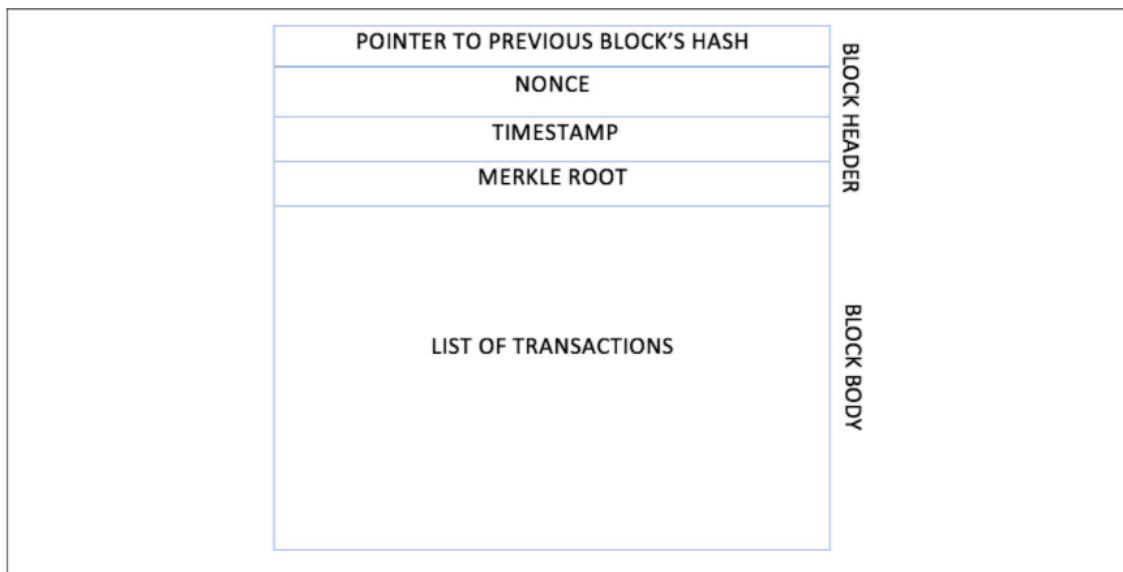 POINTER TO PREVIOUS BLOCK’S HASH
NONCE
TIMESTAMP
MERKLE ROOT
BLOCK HEADER
LIST OF TRANSACTIONS
BLOCK BODY